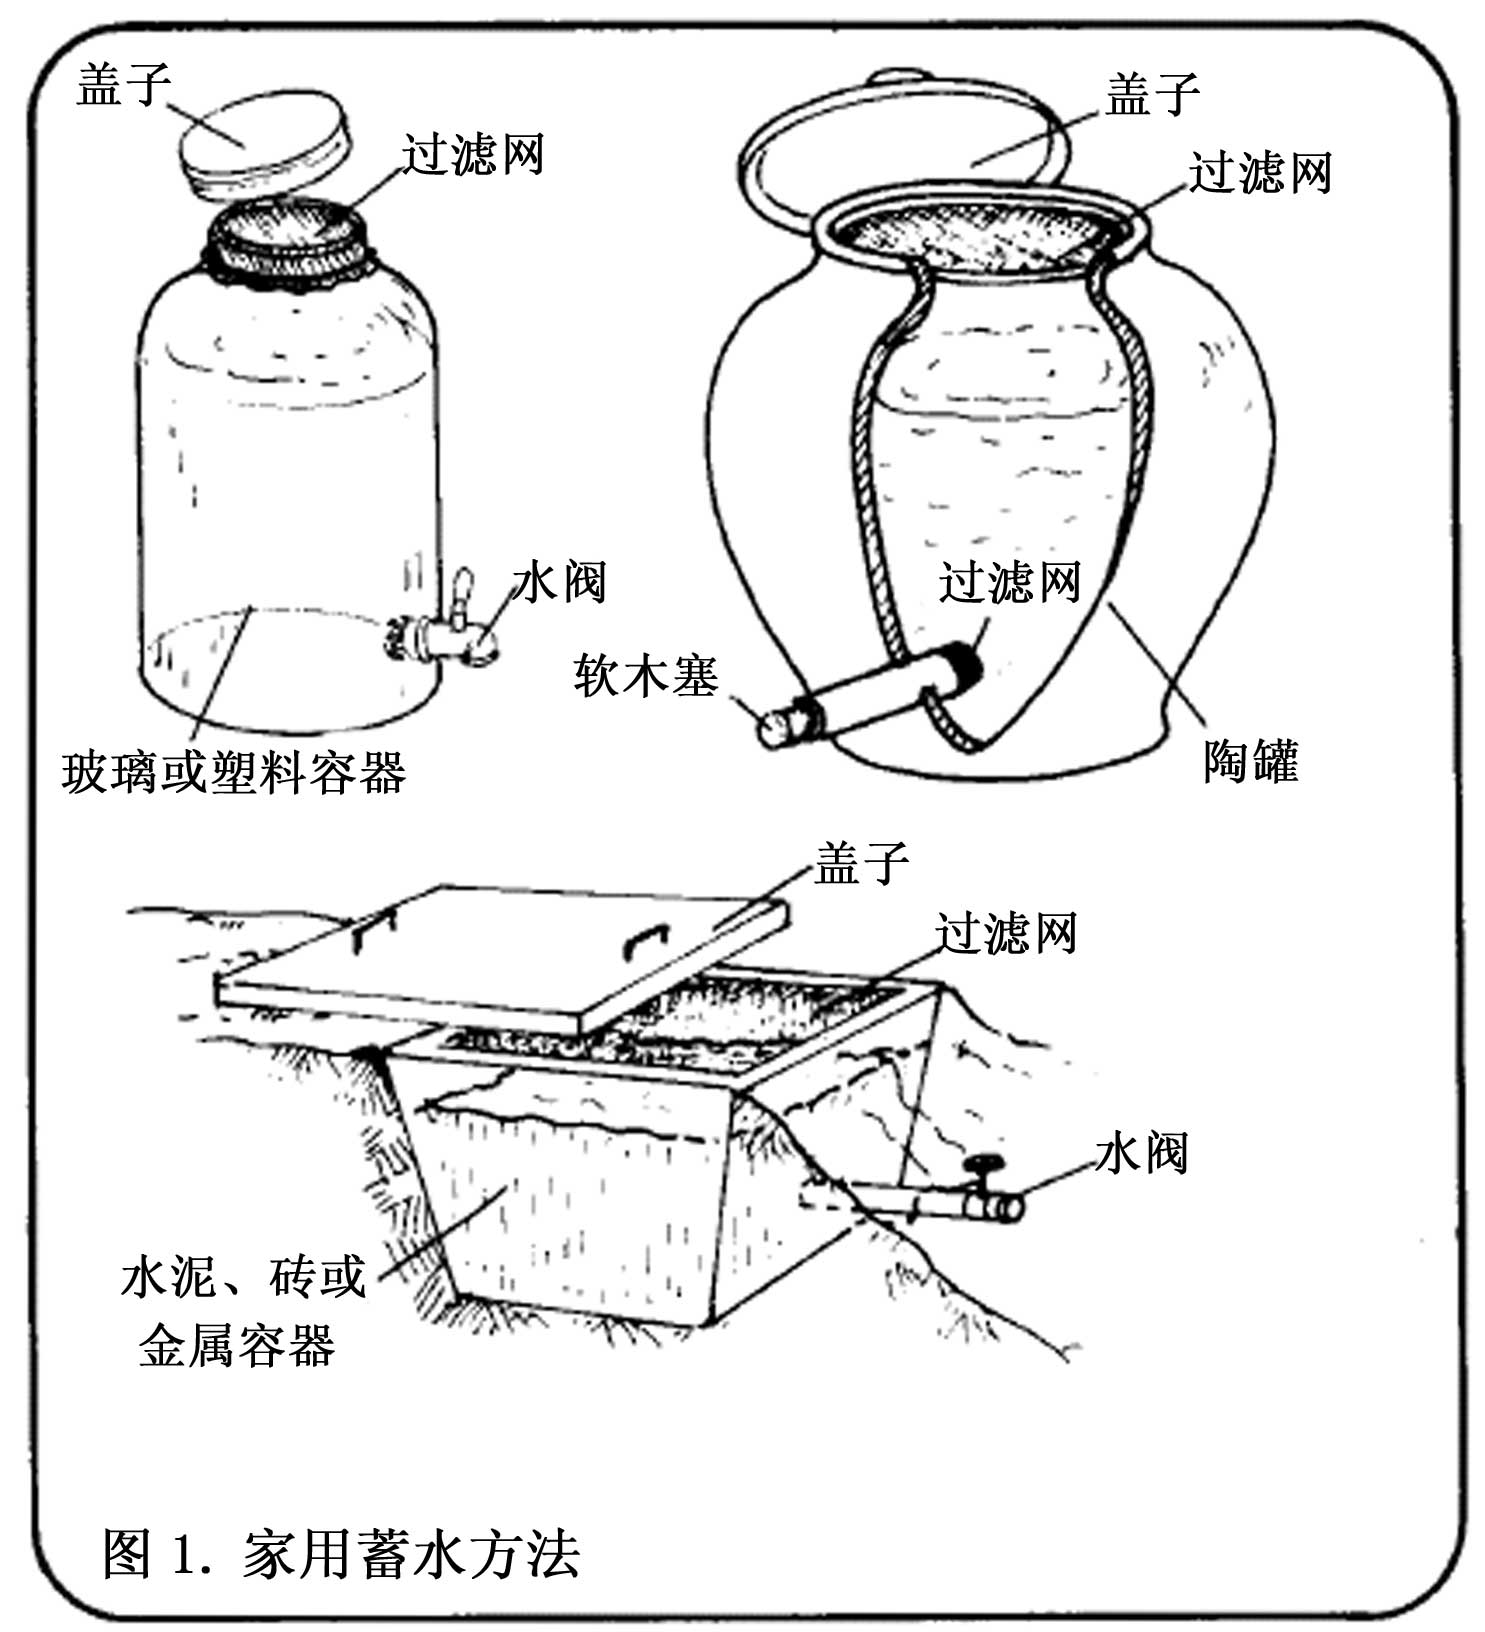 盖子
过滤网
水阀
玻璃或塑料容器
盖子
过滤网
过滤网
软木塞
陶罐
盖子
过滤网
水阀
水泥、砖或
金属容器
图 1. 家用蓄水方法